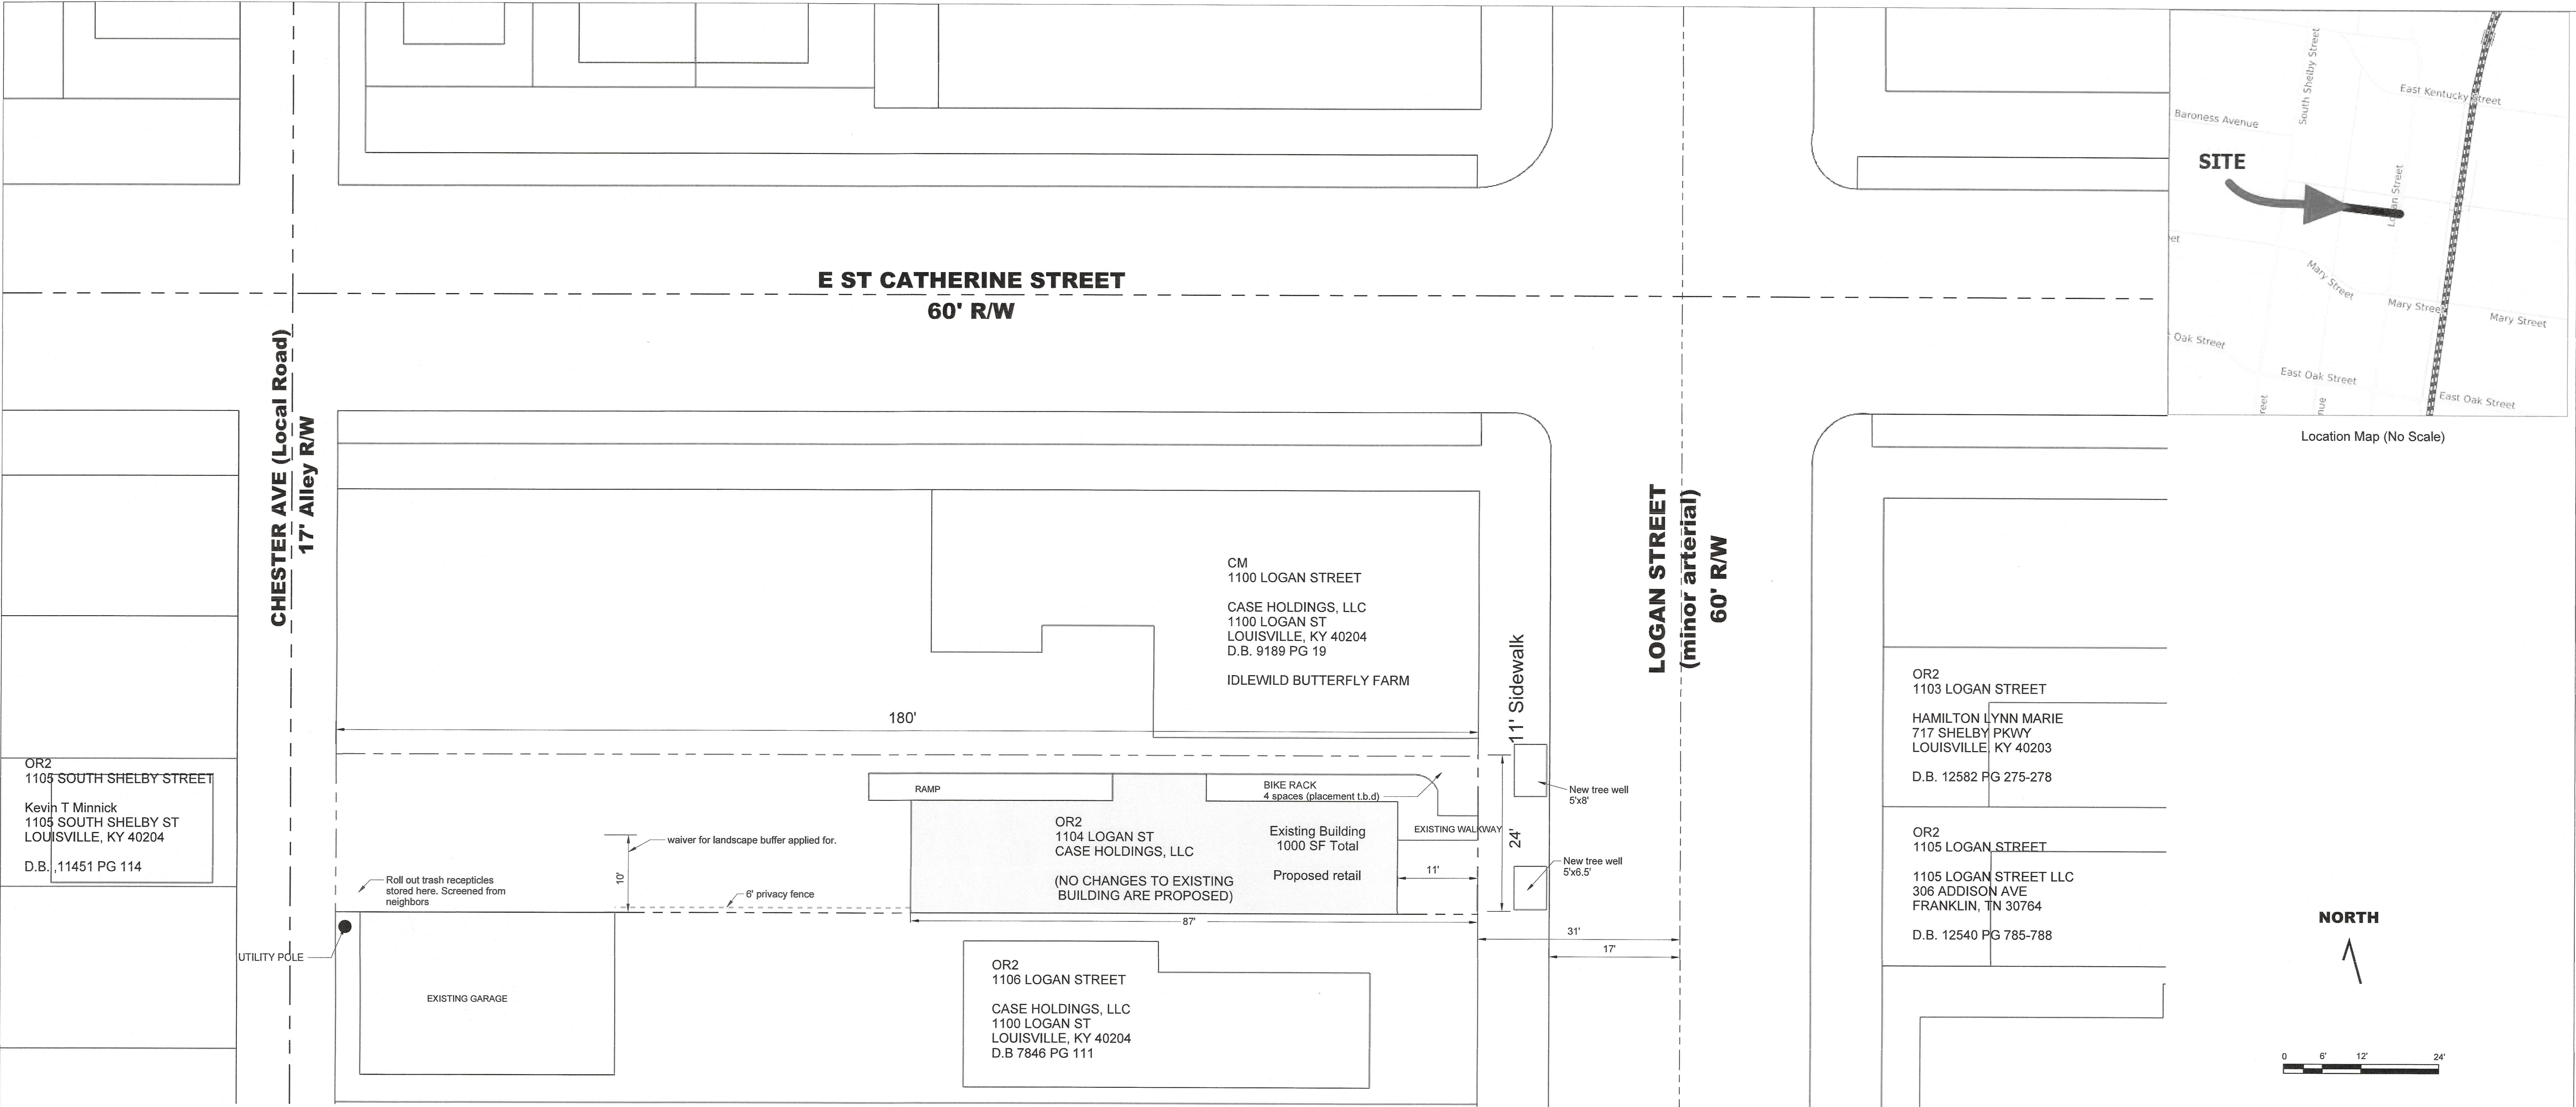 South Shelby Street
East Kentucky Street
Baroness Avenue
SITE
Logan Street
et
Mary Street
Mary Street
Mary Street
Oak Street
East Oak Street
East Oak Street
reet
nue
Location Map (No Scale)
E ST CATHERINE STREET
60' R/W
CHESTER AVE (Local Road)
17' Alley R/W
LOGAN STREET
(minor arterial)
60' R/W
11' Sidewalk
CM
1100 LOGAN STREET
CASE HOLDINGS, LLC
1100 LOGAN ST
LOUISVILLE, KY 40204
D.B. 9189 PG 19
IDLEWILD BUTTERFLY FARM
180'
OR2
1103 LOGAN STREET
HAMILTON LYNN MARIE
717 SHELBY PKWY
LOUISVILLE, KY 40203
D.B. 12582 PG 275-278
OR2
1105 SOUTH SHELBY STREET
Kevin T Minnick
1105 SOUTH SHELBY ST
LOUISVILLE, KY 40204
D.B. ,11451 PG 114
RAMP
BIKE RACK
4 spaces (placement t.b.d)
New tree well
5'x8'
24'
EXISTING WALKWAY
OR2
1104 LOGAN ST
CASE HOLDINGS, LLC
(NO CHANGES TO EXISTING
BUILDING ARE PROPOSED)
Existing Building
1000 SF Total
Proposed retail
11'
New tree well
5'x6.5'
waiver for landscape buffer applied for.
10'
Roll out trash recepticles
stored here. Screened from
neighbors
6' privacy fence
87'
31'
17'
UTILITY POLE
EXISTING GARAGE
OR2
1106 LOGAN STREET
CASE HOLDINGS, LLC
1100 LOGAN ST
LOUISVILLE, KY 40204
D.B 7846 PG 111
OR2
1105 LOGAN STREET
1105 LOGAN STREET LLC
306 ADDISON AVE
FRANKLIN, TN 30764
D.B. 12540 PG 785-788
NORTH
0 6' 12' 24'